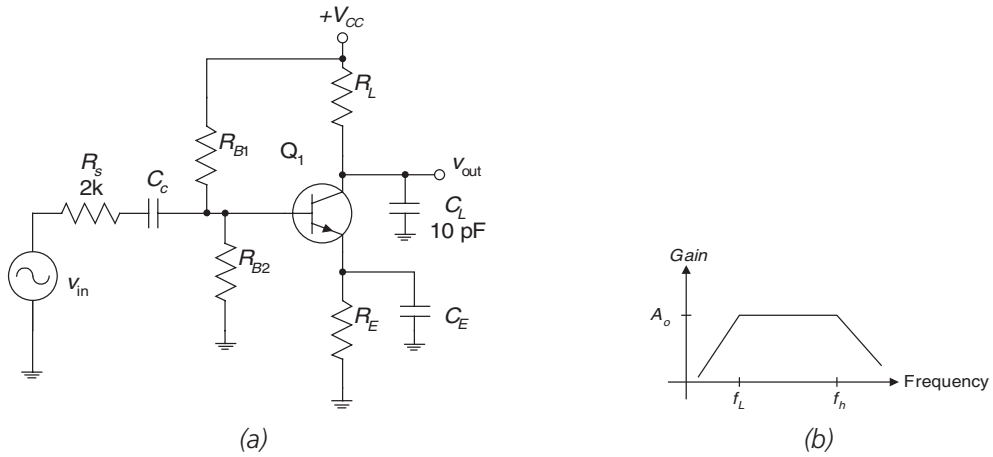 +V_CC
R_L
R_B1
Q_1
R_s
2k
C_c
v_out
C_L
10 pF
R_B2
v_in
R_E
C_E
(a)
Gain
A_o
Frequency
f_L
f_h
(b)